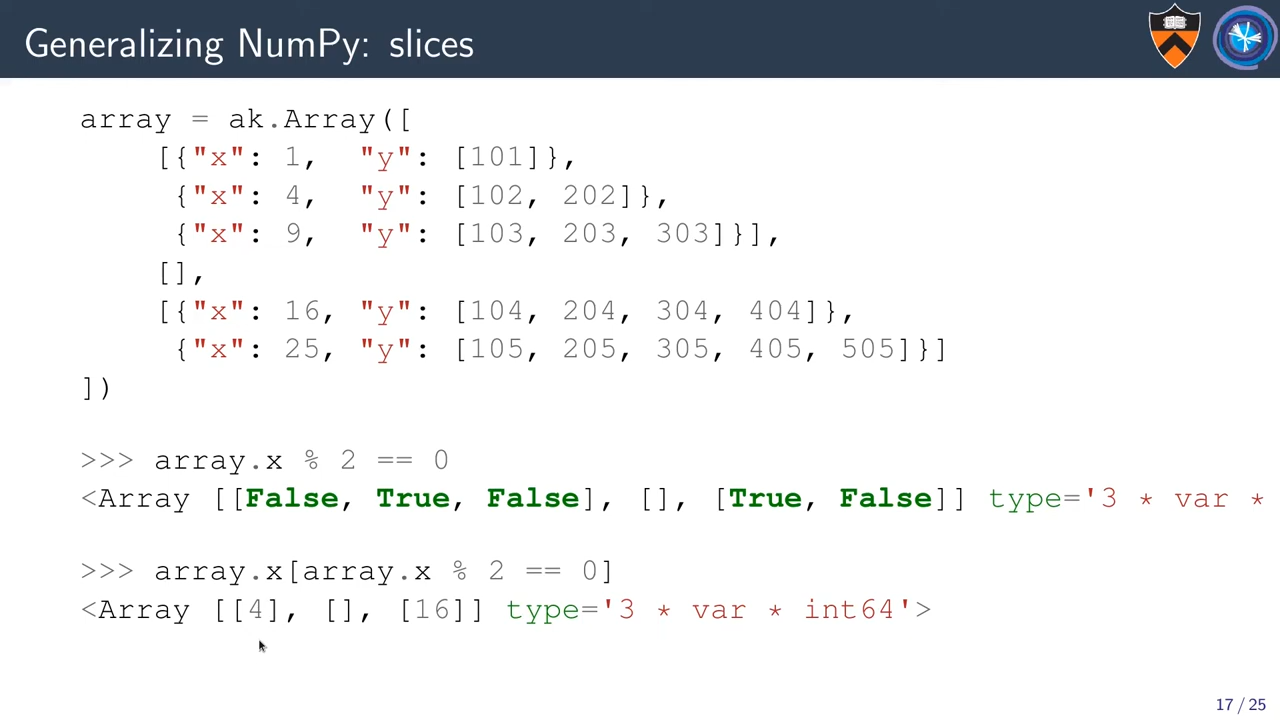 Generalizing NumPy: slices
array = ak.Array([
    [{"x": 1,  "y": [101]},
     {"x": 4,  "y": [102, 202]},
     {"x": 9,  "y": [103, 203, 303]}],
    [],
    [{"x": 16, "y": [104, 204, 304, 404]},
     {"x": 25, "y": [105, 205, 305, 405, 505]}]
])
>>> array.x % 2 == 0
<Array [[False, True, False], [], [True, False]] type='3 * var *
>>> array.x[array.x % 2 == 0]
<Array [[4], [], [16]] type='3 * var * int64'>
17 / 25